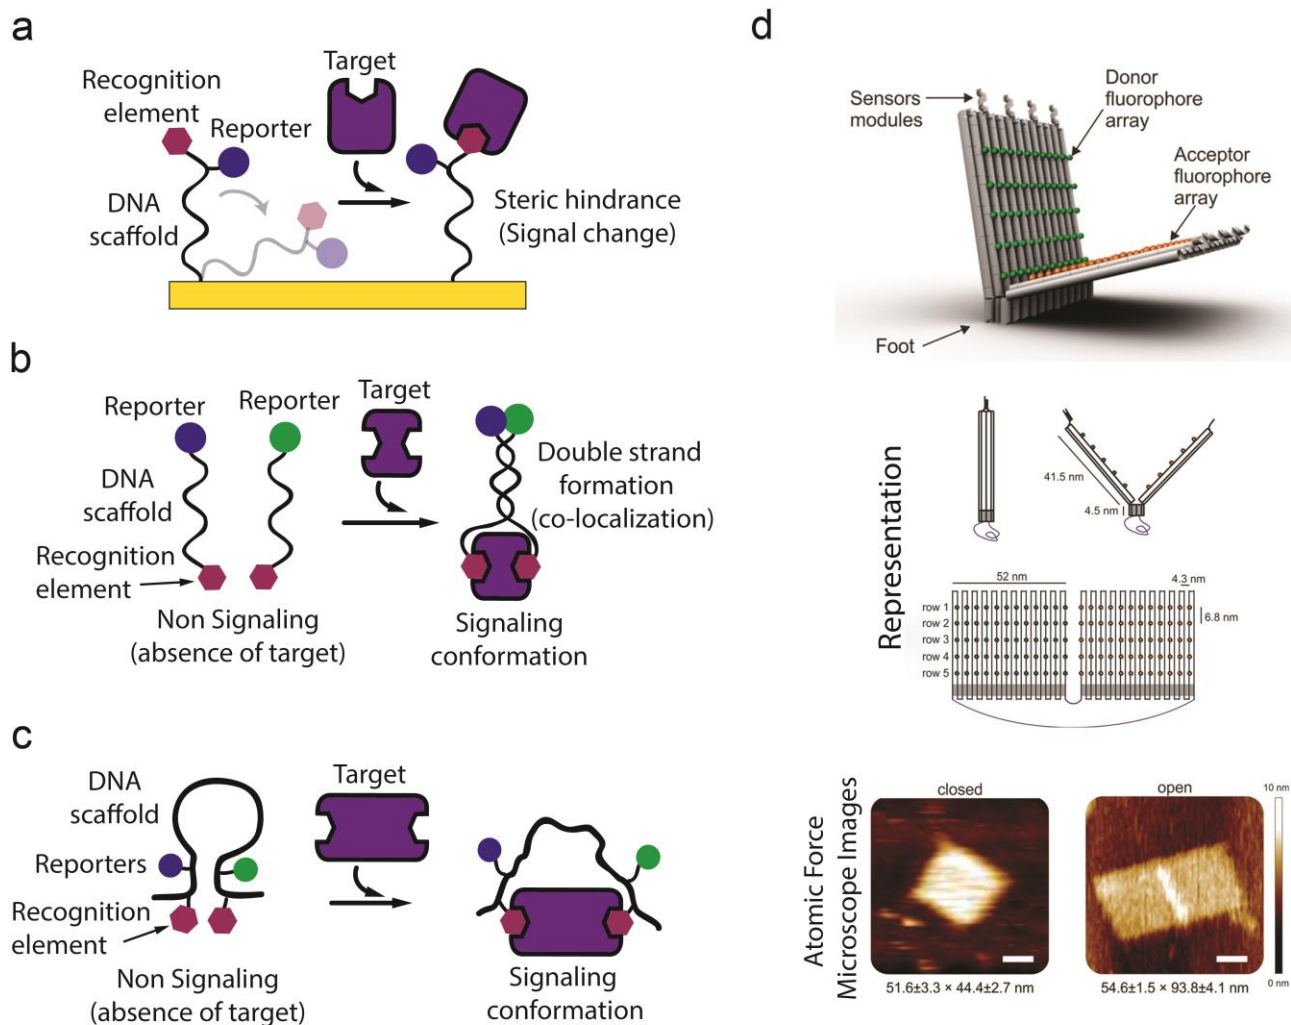 a
Recognition
element
Reporter
Target
DNA
scaffold
Steric hindrance
(Signal change)
b
Reporter
Reporter
Target
DNA
scaffold
Recognition
element
Double strand
formation
(co-localization)
Non Signaling
(absence of target)
Signaling
conformation
c
DNA
scaffold
Target
Reporters
Recognition
element
Non Signaling
(absence of target)
Signaling
conformation
d
Sensors
modules
Donor
fluorophore
array
Acceptor
fluorophore
array
Foot
Representation
41.5 nm
4.5 nm
52 nm
4.3 nm
row 1
row 2
row 3
row 4
row 5
6.8 nm
Atomic Force
Microscope Images
closed
open
10 nm
0 nm
51.6±3.3 × 44.4±2.7 nm
54.6±1.5 × 93.8±4.1 nm